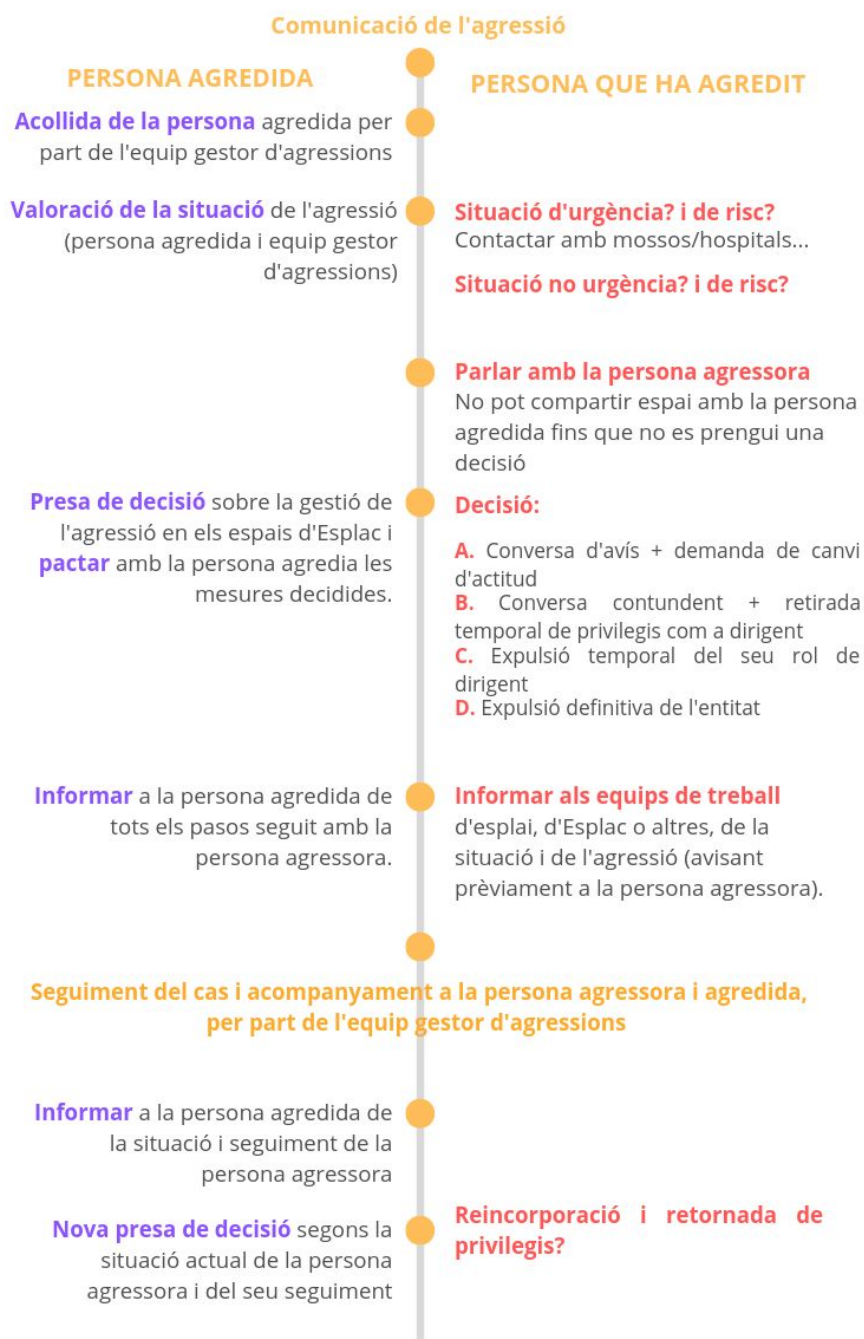 Comunicació de l'agressió
PERSONA AGREDIDA
PERSONA QUE HA AGREDIT
Acollida de la persona agredida per
part de l'equip gestor d'agressions
Valoració de la situació de l'agressió
(persona agredida i equip gestor
d'agressions)
Situació d'urgència? i de risc?
Contactar amb mossos/hospitals...
Situació no urgència? i de risc?
Parlar amb la persona agressora
No pot compartir espai amb la persona
agredida fins que no es prengui una
decisió
Presa de decisió sobre la gestió de
l'agressió en els espais d'Esplac i
pactar amb la persona agredia les
mesures decidides.
Decisió:
A. Conversa d'avís + demanda de canvi
d'actitud
B. Conversa contundent + retirada
temporal de privilegis com a dirigent
C. Expulsió temporal del seu rol de
dirigent
D. Expulsió definitiva de l'entitat
Informar a la persona agredida de
tots els pasos seguit amb la
persona agressora.
Informar als equips de treball
d'esplai, d'Esplac o altres, de la
situació i de l'agressió (avisant
prèviament a la persona agressora).
Seguiment del cas i acompanyament a la persona agressora i agredida,
per part de l'equip gestor d'agressions
Informar a la persona agredida de
la situació i seguiment de la
persona agressora
Nova presa de decisió segons la
situació actual de la persona
agressora i del seu seguiment
Reincorporació i retornada de
privilegis?